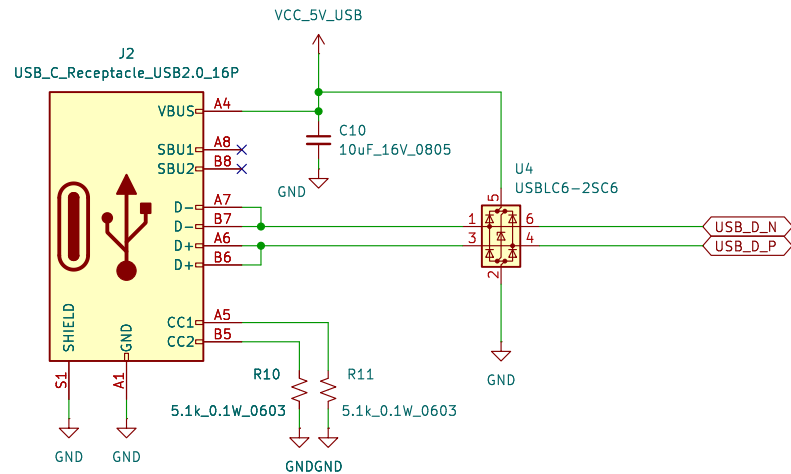 VCC_5V_USB
J2
USB_C_Receptacle_USB2.0_16P
VBUS
A4
SBU1
A8
SBU2
B8
C10
10uF_16V_0805
GND
U4
USBLC6-2SC6
D-
A7
D-
B7
D+
A6
D+
B6
5
1
6
3
4
2
USB_D_N
USB_D_P
GND
CC1
A5
CC2
B5
SHIELD
GND
S1
A1
R10
R11
5.1k_0.1W_0603
5.1k_0.1W_0603
GND
GND
GND
GND